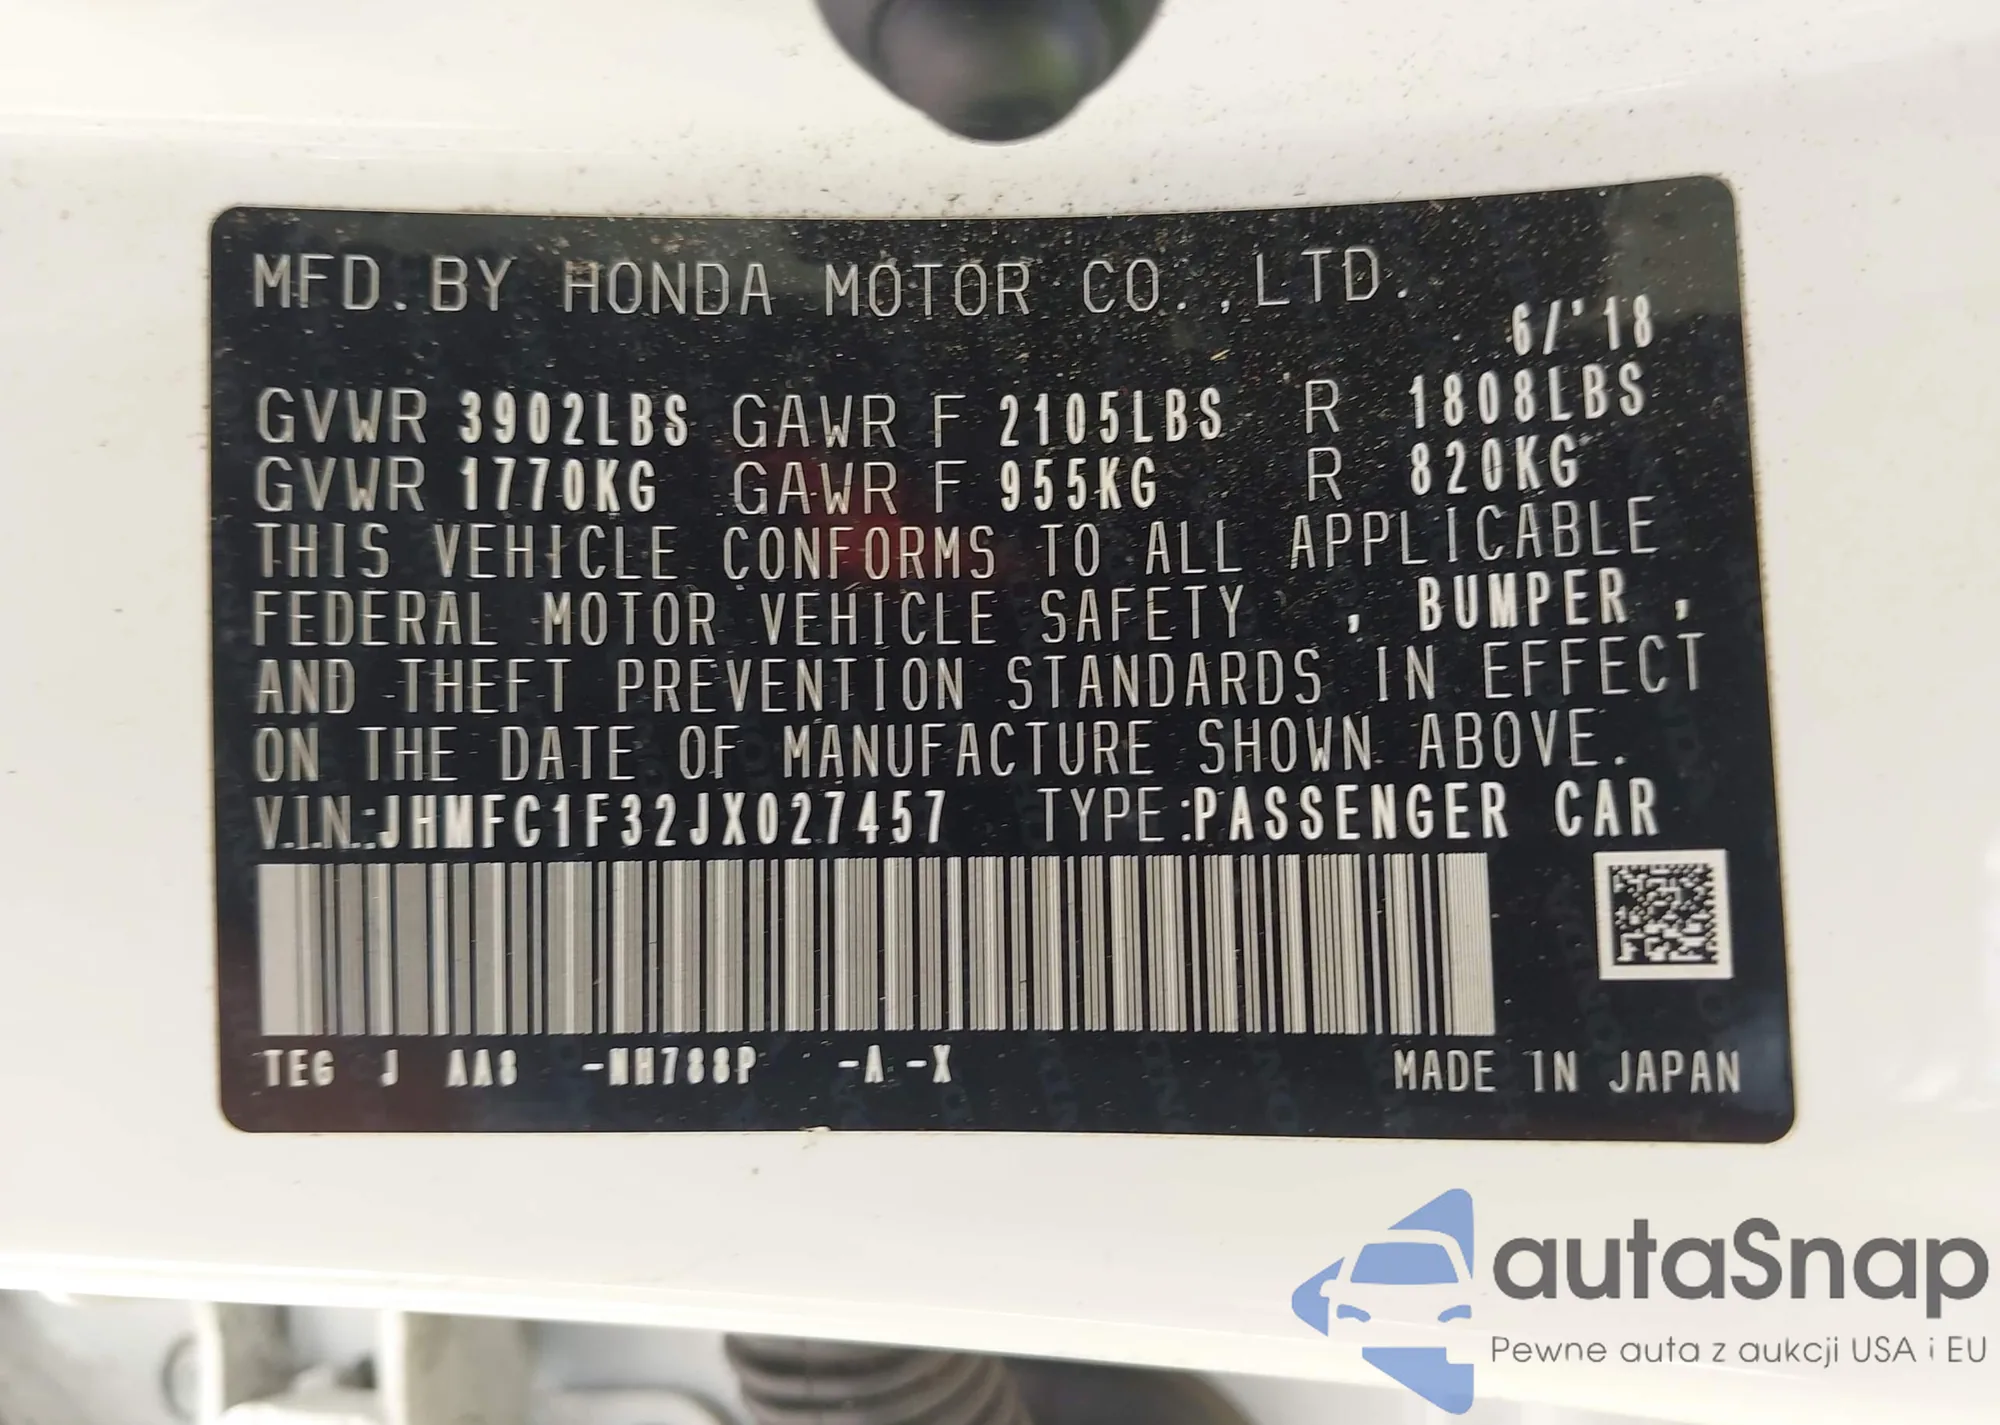 MFD. BY HONDA MOTOR CO., LTD.
6/'18
GVWR 3902LBS GAWR F 2105LBS R 1808LBS
GVWR 1770KG GAWR F 955KG R 820KG
THIS VEHICLE CONFORMS TO ALL APPLICABLE
FEDERAL MOTOR VEHICLE SAFETY , BUMPER ,
AND THEFT PREVENTION STANDARDS IN EFFECT
ON THE DATE OF MANUFACTURE SHOWN ABOVE.
V.I.N.:JHMFC1F32JX027457 TYPE:PASSENGER CAR
TEG J AA8 -NH788P -A -X MADE IN JAPAN
autaSnap
Pewne auta z aukcji USA i EU